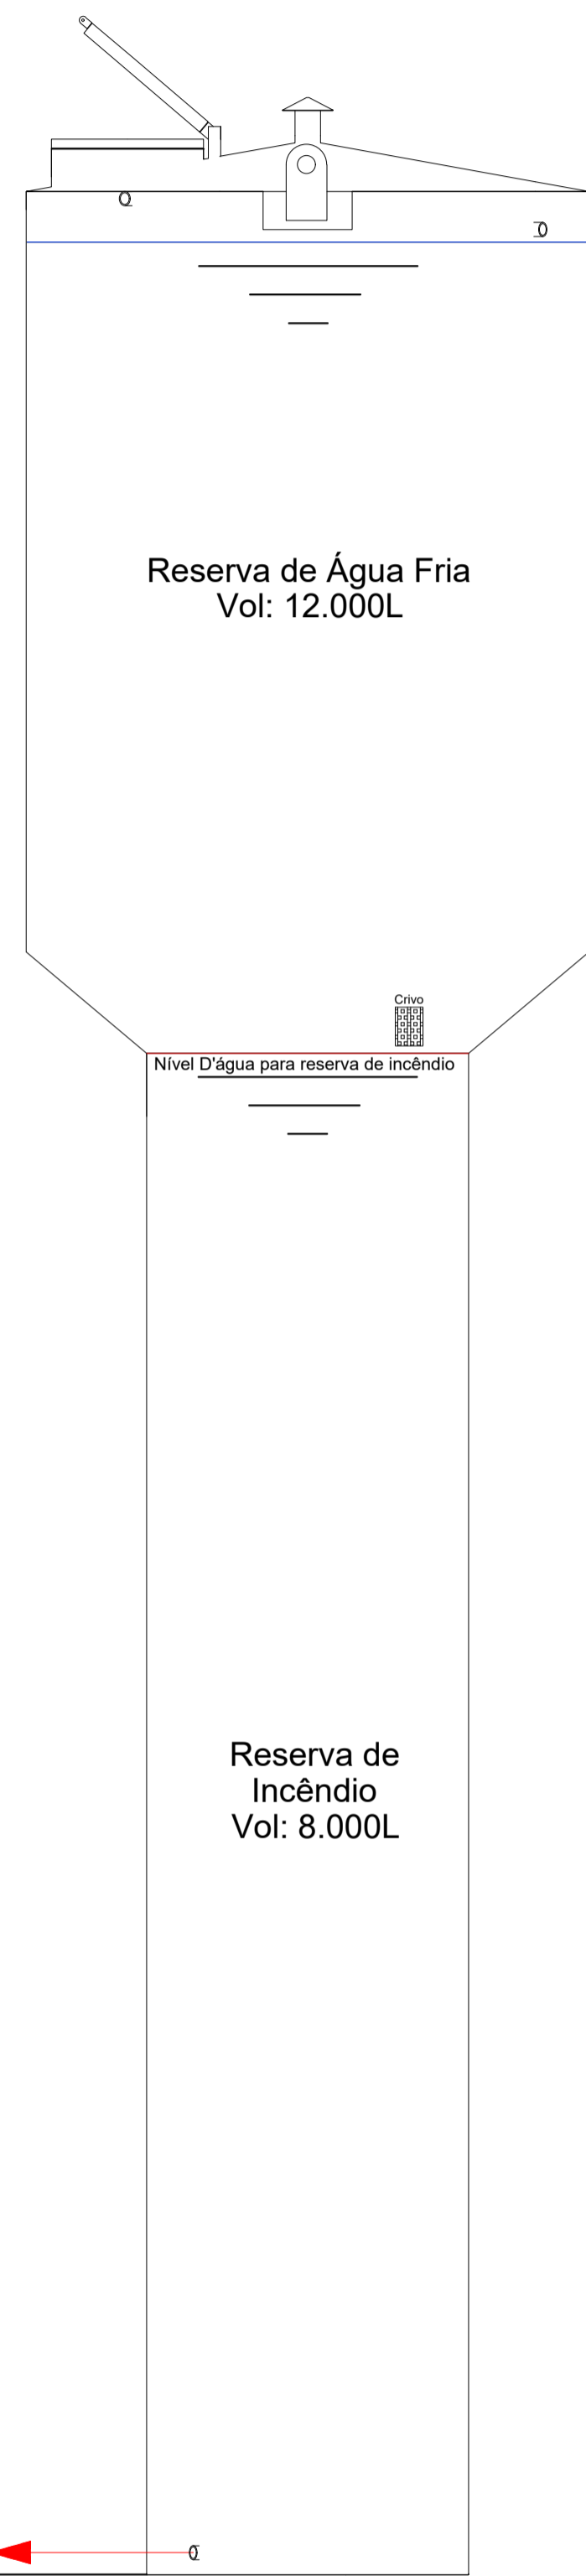 Reserva de Água Fria
Vol: 12.000L
Crivo
Nível D'água para reserva de incêndio
Reserva de
Incêndio
Vol: 8.000L